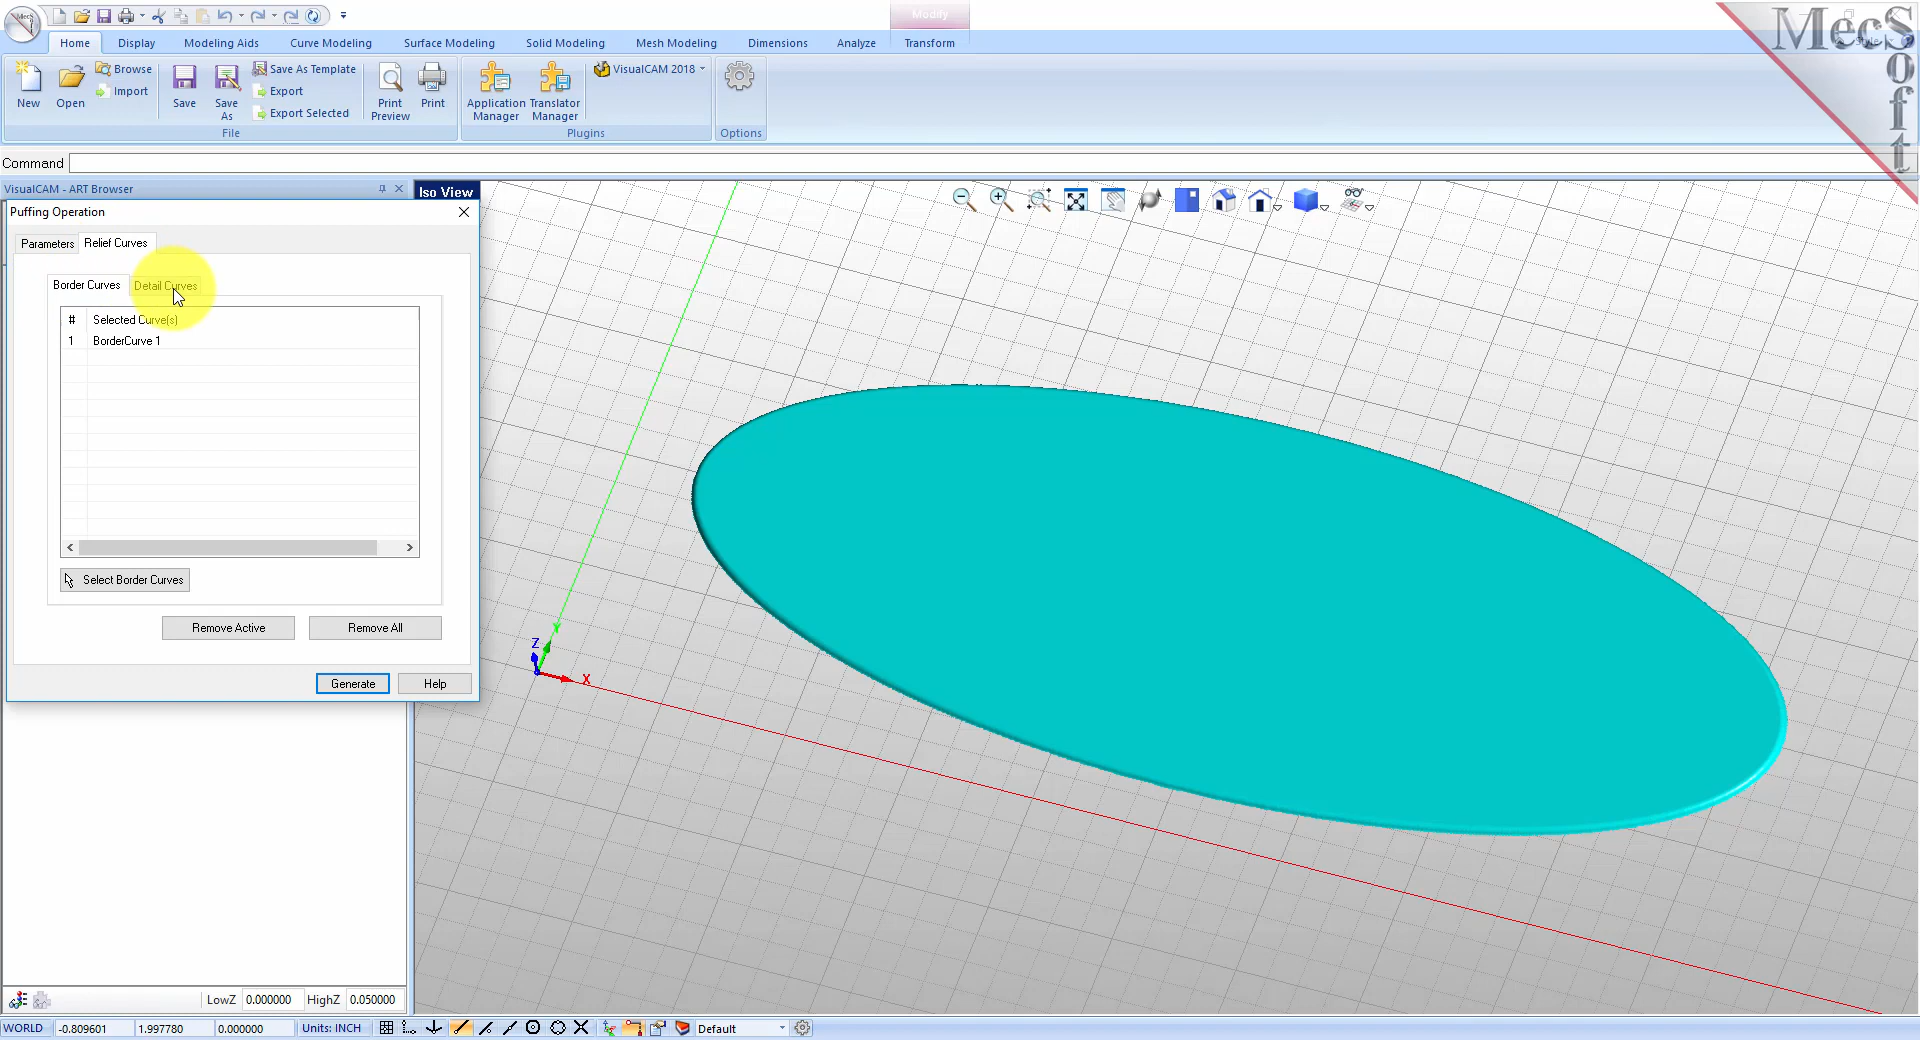 Modify
Home Display Modeling Aids Curve Modeling Surface Modeling Solid Modeling Mesh Modeling Dimensions Analyze Transform
New
Open
Browse
Import
Save
Save As
Save As Template
Export
Export Selected
Print Preview
Print
File
Application Manager
Translator Manager
VisualCAM 2018
Plugins
Options
MecSoft
Command
VisualCAM - ART Browser
Iso View
Puffing Operation
Parameters Relief Curves
Border Curves Detail Curves
# Selected Curve(s)
1 BorderCurve 1
Select Border Curves
Remove Active Remove All
Generate Help
Z
Y
X
LowZ 0.000000 HighZ 0.050000
WORLD -0.809601 1.997780 0.000000 Units: INCH Default